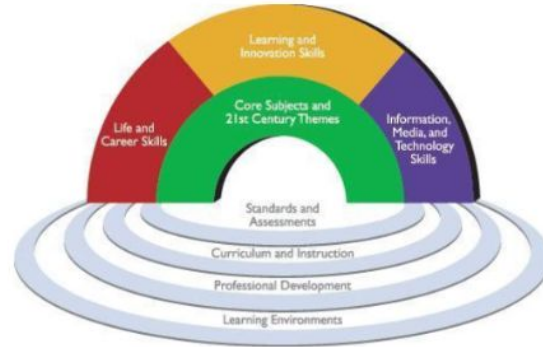 Learning and
Innovation Skills
Core Subjects and
21st Century Themes
Life and
Career Skills
Information,
Media, and
Technology
Skills
Standards and
Assessments
Curriculum and Instruction
Professional Development
Learning Environments